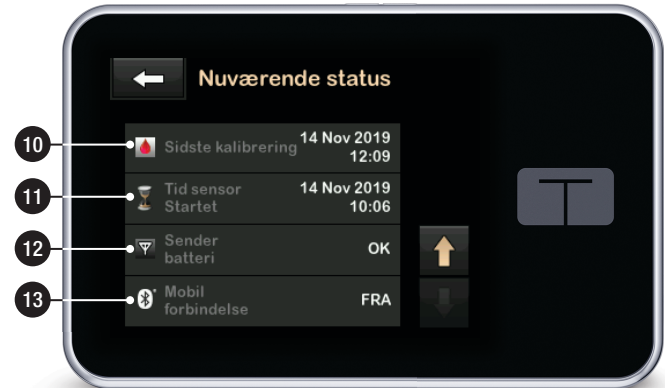 Nuværende status
10
Sidste kalibrering
14 Nov 2019
12:09
11
Tid sensor
Startet
14 Nov 2019
10:06
12
Sender
batteri
OK
13
Mobil
forbindelse
FRA